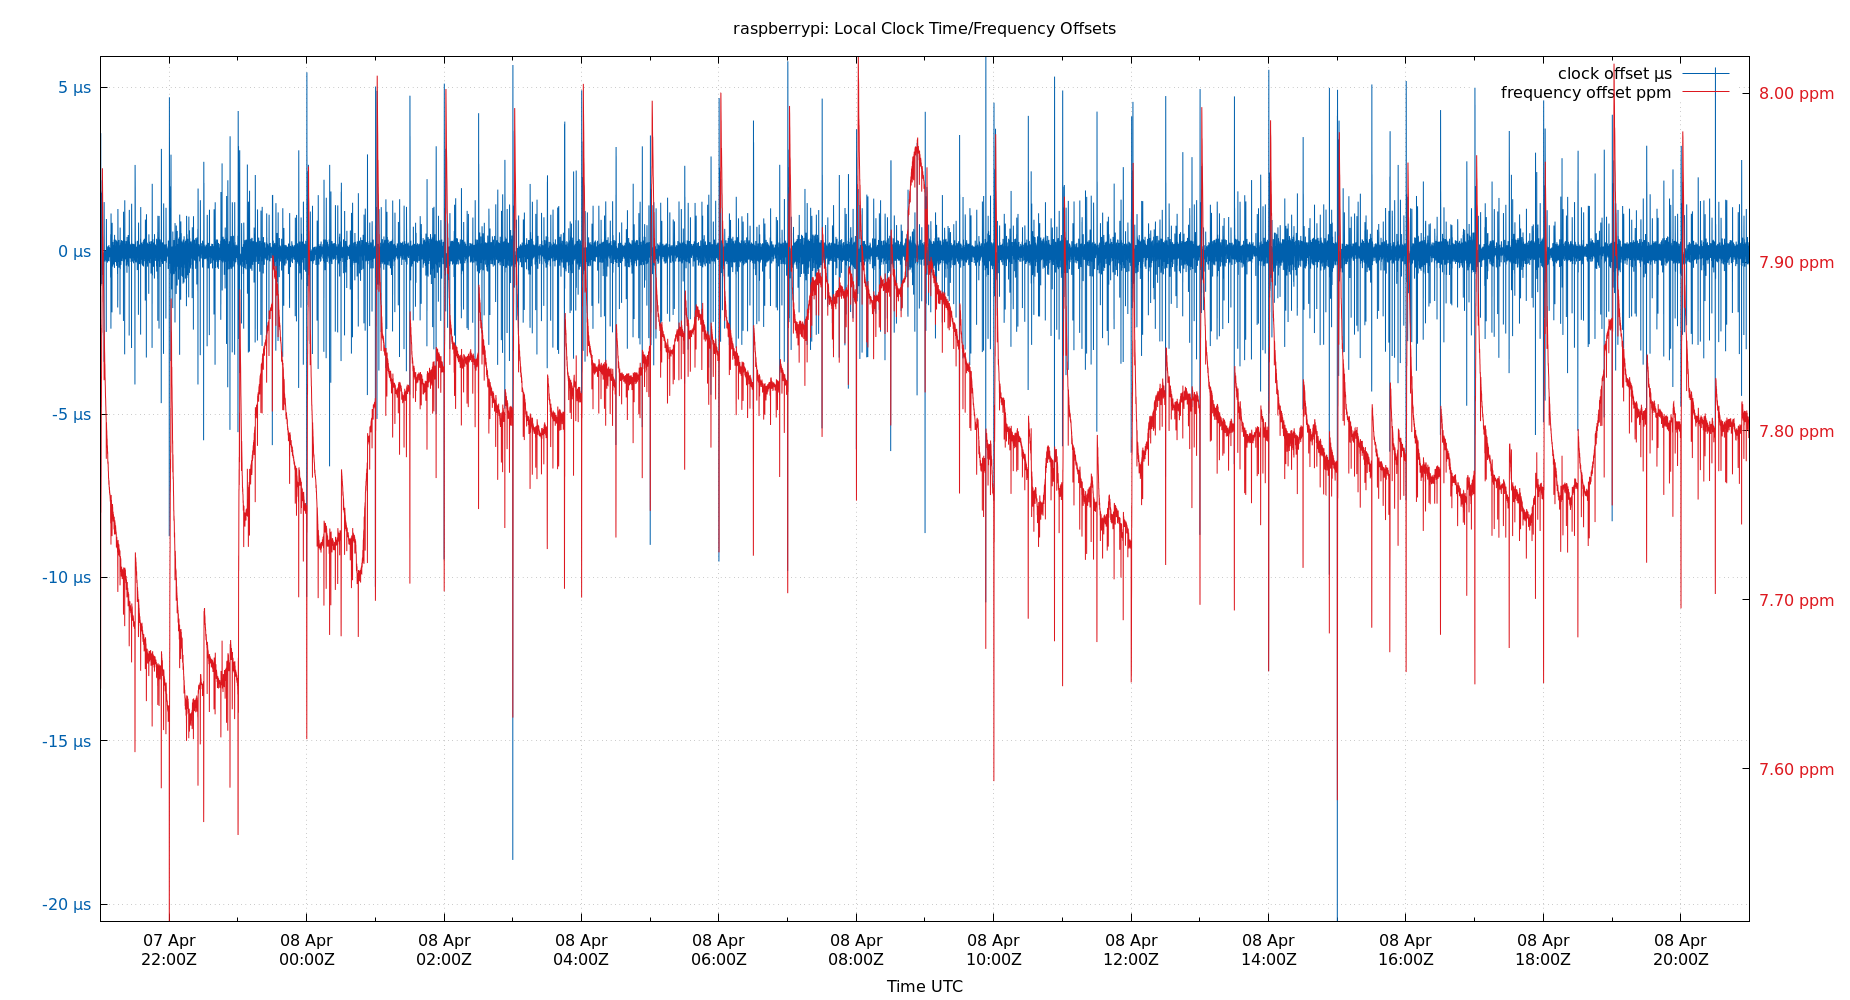 raspberrypi: Local Clock Time/Frequency Offsets
clock offset µs
frequency offset ppm
5 µs
0 µs
-5 µs
-10 µs
-15 µs
-20 µs
8.00 ppm
7.90 ppm
7.80 ppm
7.70 ppm
7.60 ppm
07 Apr 08 Apr 08 Apr 08 Apr 08 Apr 08 Apr 08 Apr 08 Apr 08 Apr 08 Apr 08 Apr 08 Apr
22:00Z 00:00Z 02:00Z 04:00Z 06:00Z 08:00Z 10:00Z 12:00Z 14:00Z 16:00Z 18:00Z 20:00Z
Time UTC